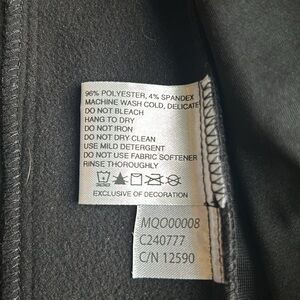 96% POLYESTER, 4% SPANDEX
MACHINE WASH COLD, DELICATE
DO NOT BLEACH
HANG TO DRY
DO NOT IRON
DO NOT DRY CLEAN
USE MILD DETERGENT
DO NOT USE FABRIC SOFTENER
RINSE THOROUGHLY
EXCLUSIVE OF DECORATION
MQO00008
C240777
C/N 12590